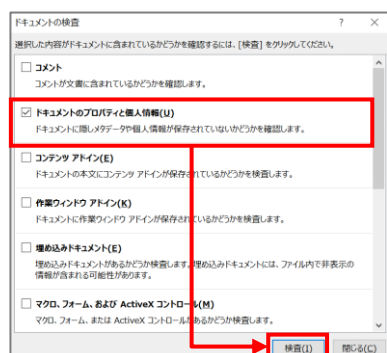 ドキュメントの検査 ? ×
選択した内容がドキュメントに含まれているかどうかを確認するには、[検査] をクリックしてください。
コメント
コメントが文書に含まれているかどうかを確認します。
ドキュメントのプロパティと個人情報(U)
ドキュメントに隠しメタデータや個人情報が保存されていないかどうかを確認します。
コンテンツ アドイン(E)
ドキュメントの本文にコンテンツ アドインが保存されているかどうかを検査します。
作業ウィンドウ アドイン(K)
ドキュメントに作業ウィンドウ アドインが保存されているかどうかを検査します。
埋め込みドキュメント(E)
埋め込みドキュメントがあるかどうか検査します。埋め込みドキュメントには、ファイル内で非表示の
情報が含まれる可能性があります。
マクロ、フォーム、および ActiveX コントロール(M)
マクロ、フォーム、または ActiveX コントロールがあるかどうか検査します。
検査(I) 閉じる(C)